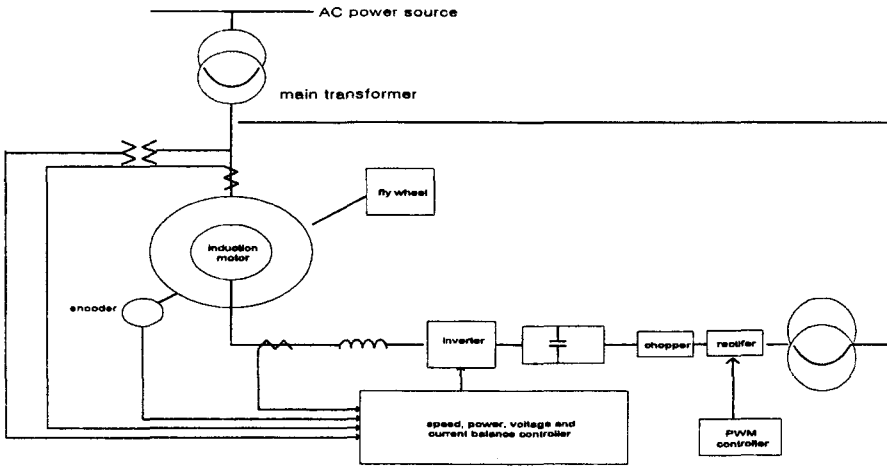 AC power source
main transformer
fly wheel
induction
motor
encoder
inverter
chopper
rectifer
speed, power, voltage and
current balance controller
PWM
controller